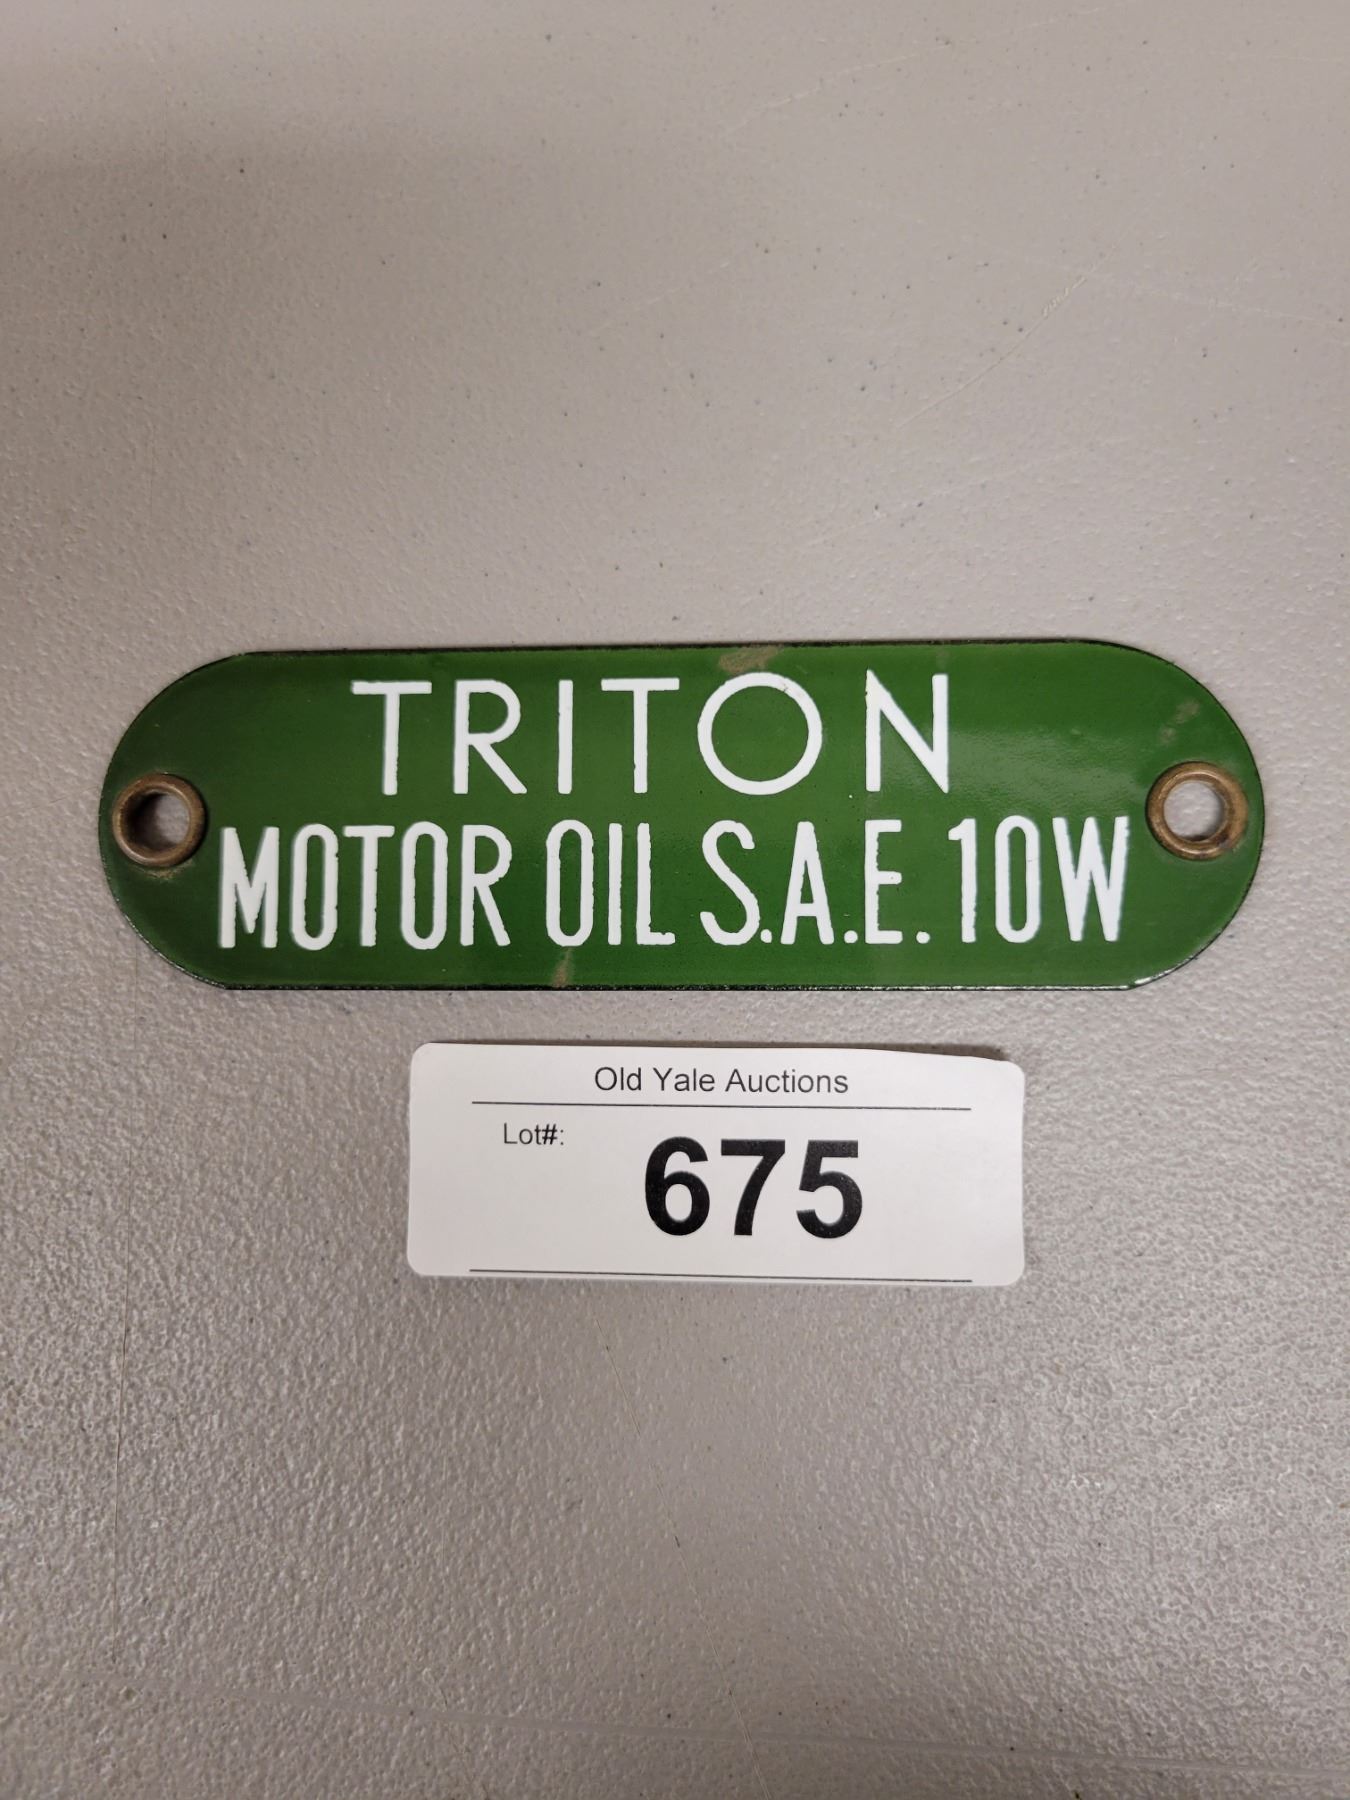 TRITON
MOTOR OIL S.A.E. 10W
Old Yale Auctions
Lot#:
675